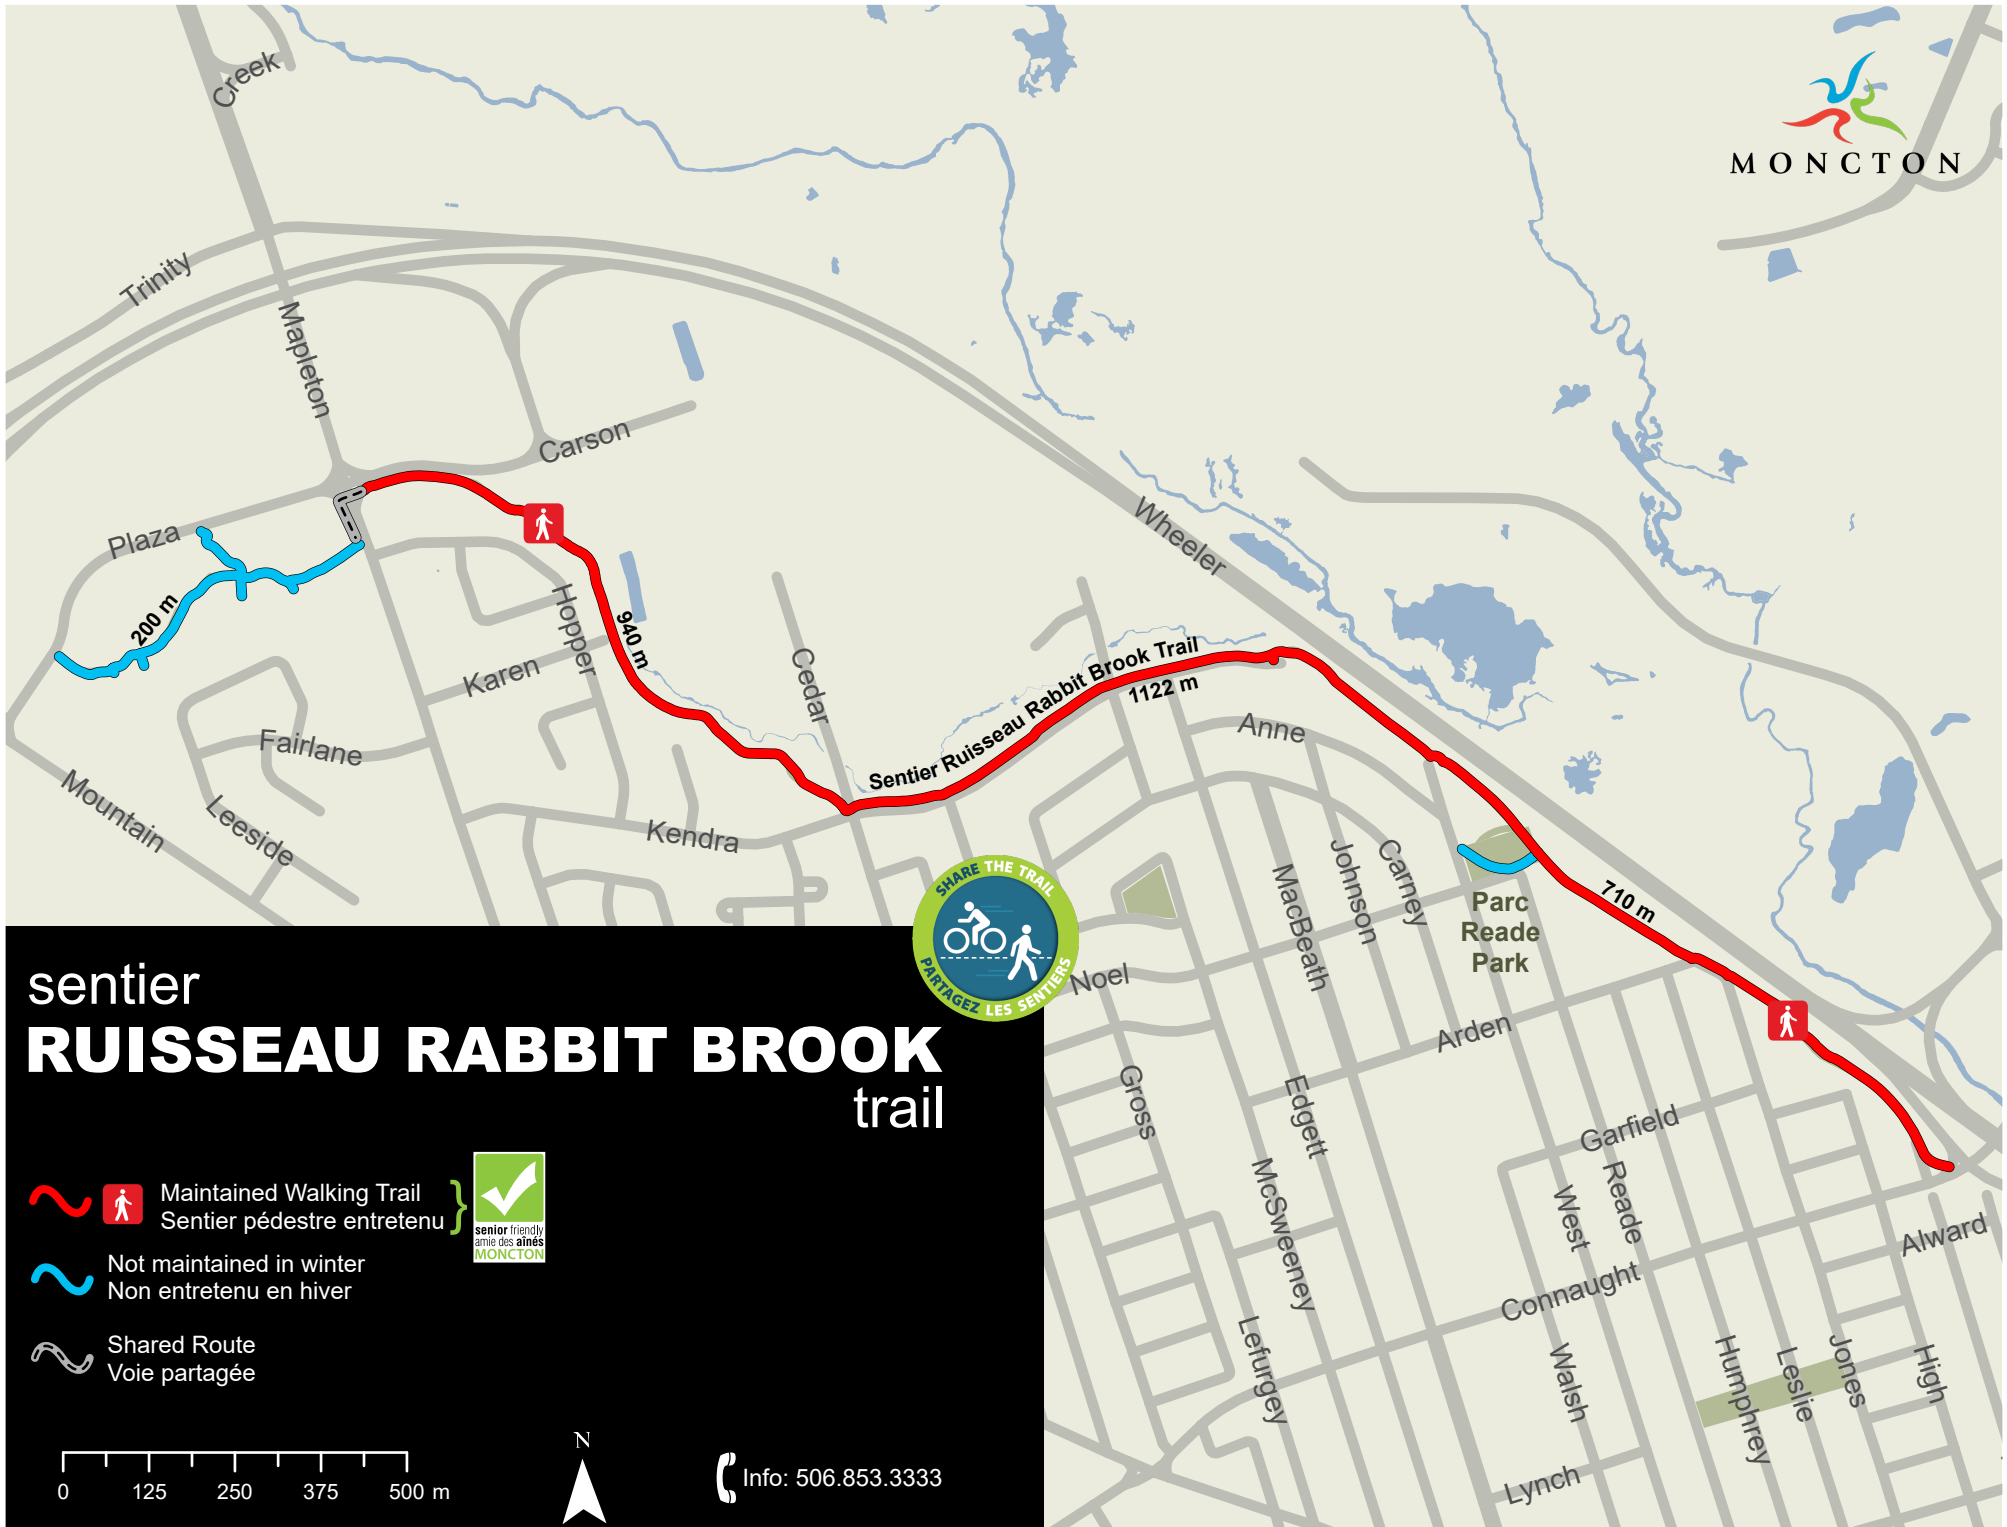 Creek
MONCTON
Trinity
Mapleton
Carson
Plaza
Wheeler
200 m
Hopper
940 m
Karen
Cedar
Sentier Ruisseau Rabbit Brook Trail
1122 m
Anne
Fairlane
Mountain
Leeside
Kendra
Johnson
Carney
MacBeath
710 m
Parc
Reade
Park
SHARE THE TRAIL
PARTAGEZ LES SENTIERS
Noel
Arden
Gross
Edgett
Garfield
McSweeney
West
Reade
Alward
Connaught
Lefurgey
Walsh
Humphrey
Leslie
Jones
High
Lynch
sentier
RUISSEAU RABBIT BROOK
trail
Maintained Walking Trail
Sentier pédestre entretenu
senior friendly
amie des aînés
MONCTON
Not maintained in winter
Non entretenu en hiver
Shared Route
Voie partagée
0 125 250 375 500 m
N
Info: 506.853.3333